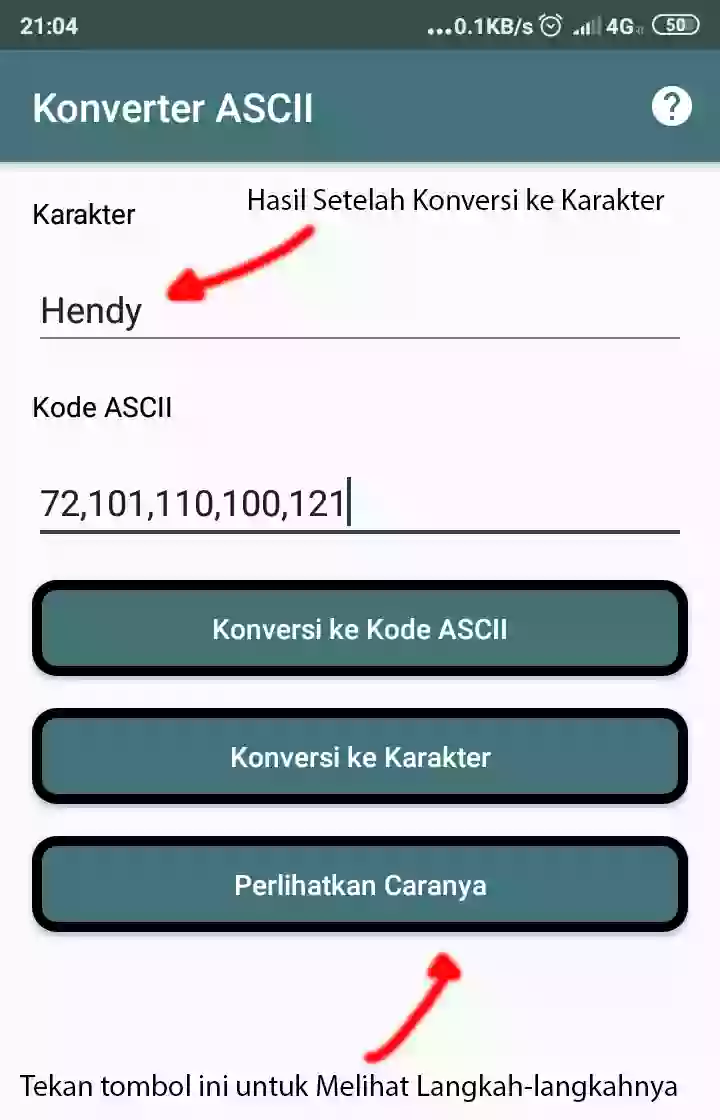 21:04
...0.1KB/s 4G 50
Konverter ASCII
?
Karakter
Hasil Setelah Konversi ke Karakter
Hendy
Kode ASCII
72,101,110,100,121
Konversi ke Kode ASCII
Konversi ke Karakter
Perlihatkan Caranya
Tekan tombol ini untuk Melihat Langkah-langkahnya